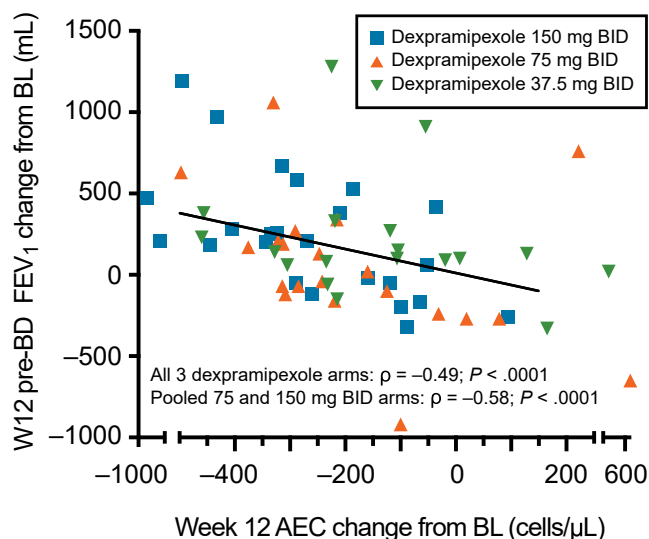 Dexpramipexole 150 mg BID
Dexpramipexole 75 mg BID
Dexpramipexole 37.5 mg BID
W12 pre-BD FEV₁ change from BL (mL)
1500
1000
500
0
−500
−1000
All 3 dexpramipexole arms: ρ = –0.49; P < .0001
Pooled 75 and 150 mg BID arms: ρ = –0.58; P < .0001
−1000
−400
−200
0
200
600
Week 12 AEC change from BL (cells/µL)